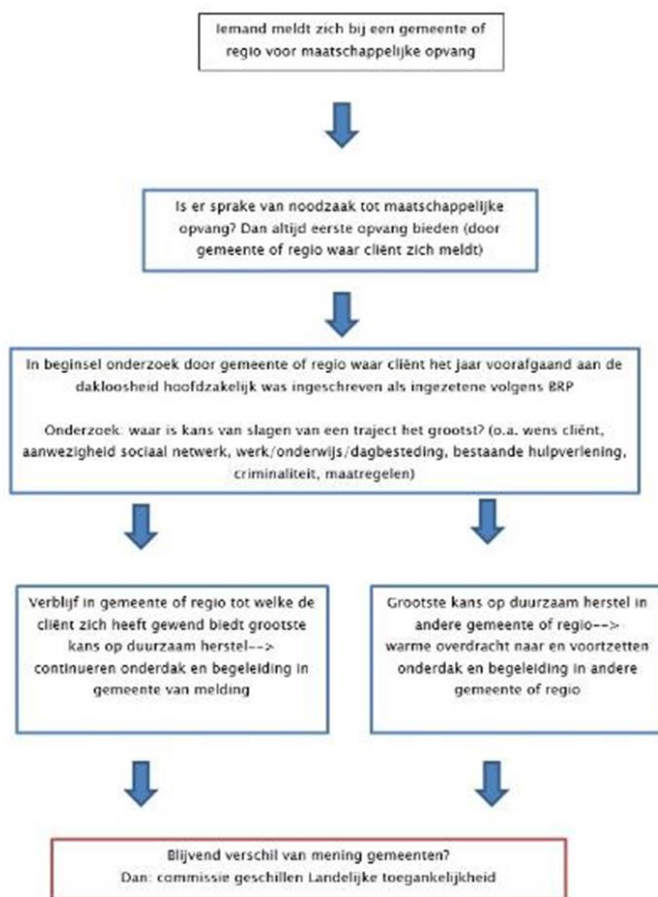 Iemand meldt zich bij een gemeente of
regio voor maatschappelijke opvang
Is er sprake van noodzaak tot maatschappelijke
opvang? Dan altijd eerste opvang bieden (door
gemeente of regio waar cliënt zich meldt)
In beginsel onderzoek door gemeente of regio waar cliënt het jaar voorafgaand aan de
dakloosheid hoofdzakelijk was ingeschreven als ingezetene volgens BRP
Onderzoek: waar is kans van slagen van een traject het grootst? (o.a. wens cliënt,
aanwezigheid sociaal netwerk, werk/onderwijs/dagbesteding, bestaande hulpverlening,
criminaliteit, maatregelen)
Verblijf in gemeente of regio tot welke de
cliënt zich heeft gewend biedt grootste
kans op duurzaam herstel-->
continueren onderdak en begeleiding in
gemeente van melding
Grootste kans op duurzaam herstel in
andere gemeente of regio-->
warme overdracht naar en voortzetten
onderdak en begeleiding in andere
gemeente of regio
Blijvend verschil van mening gemeenten?
Dan: commissie geschillen Landelijke toegankelijkheid